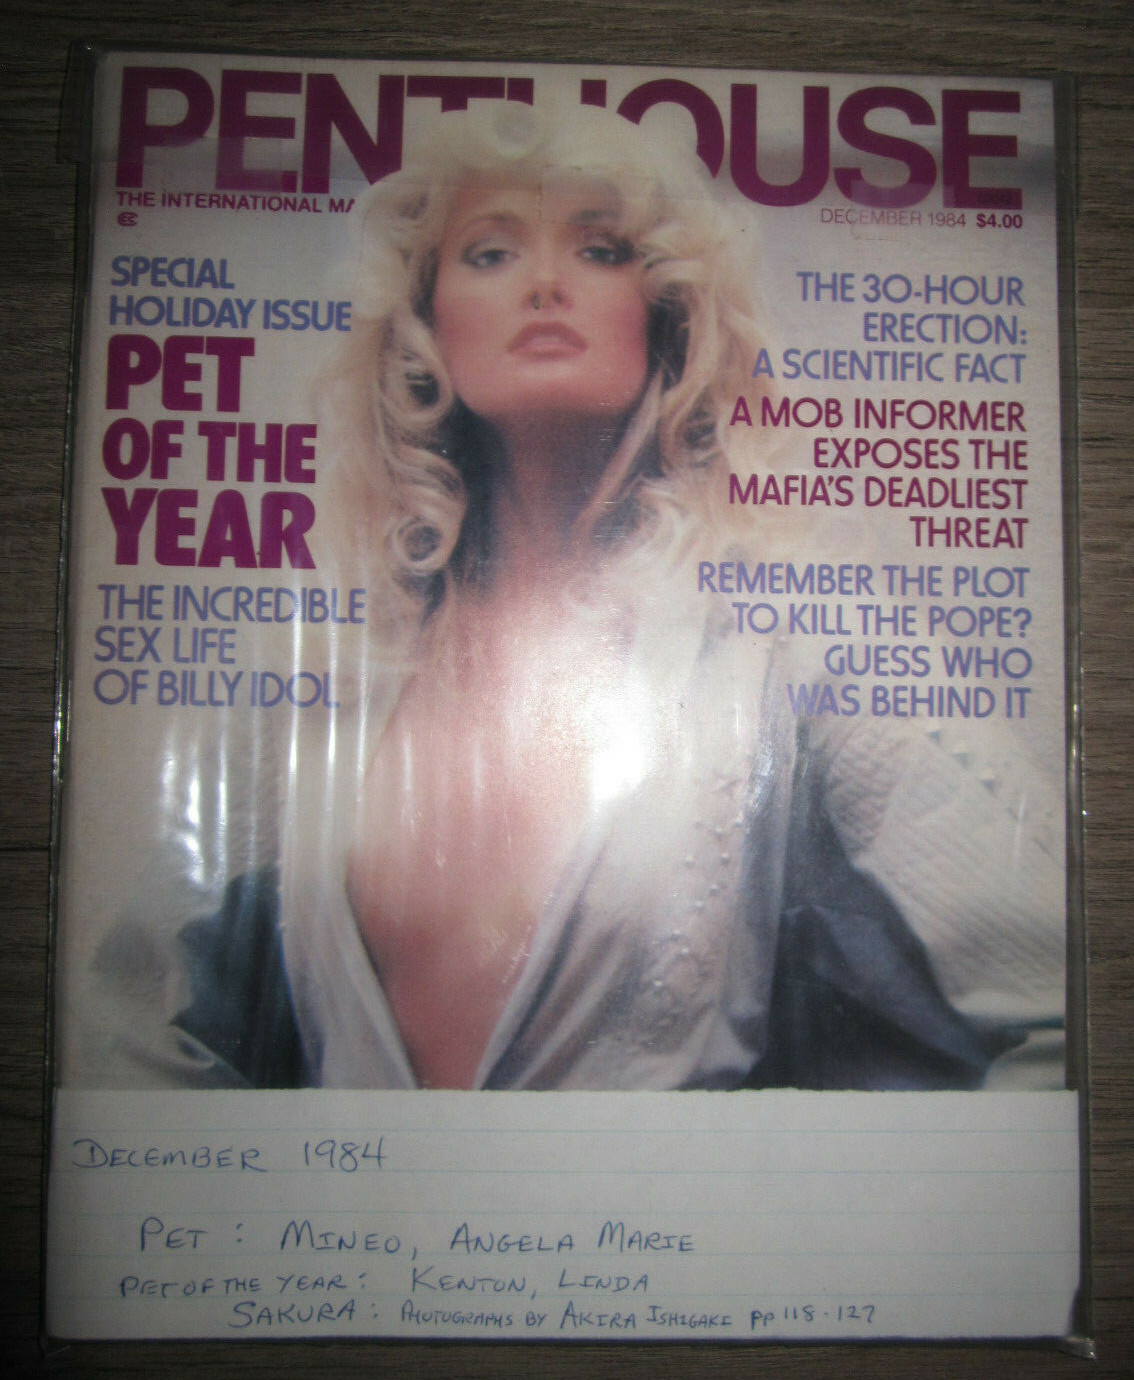 PENTHOUSE
THE INTERNATIONAL MA
DECEMBER 1984 $4.00
SPECIAL
HOLIDAY ISSUE
PET
OF THE
YEAR
THE INCREDIBLE
SEX LIFE
OF BILLY IDOL
THE 30-HOUR
ERECTION:
A SCIENTIFIC FACT
A MOB INFORMER
EXPOSES THE
MAFIA'S DEADLIEST
THREAT
REMEMBER THE PLOT
TO KILL THE POPE?
GUESS WHO
WAS BEHIND IT
DECEMBER 1984
PET: MINEO, ANGELA MARIE
PET OF THE YEAR: KENTON, LINDA
SAKURA: PHOTOGRAPHS BY AKIRA ISHIGAKI PP 118-127